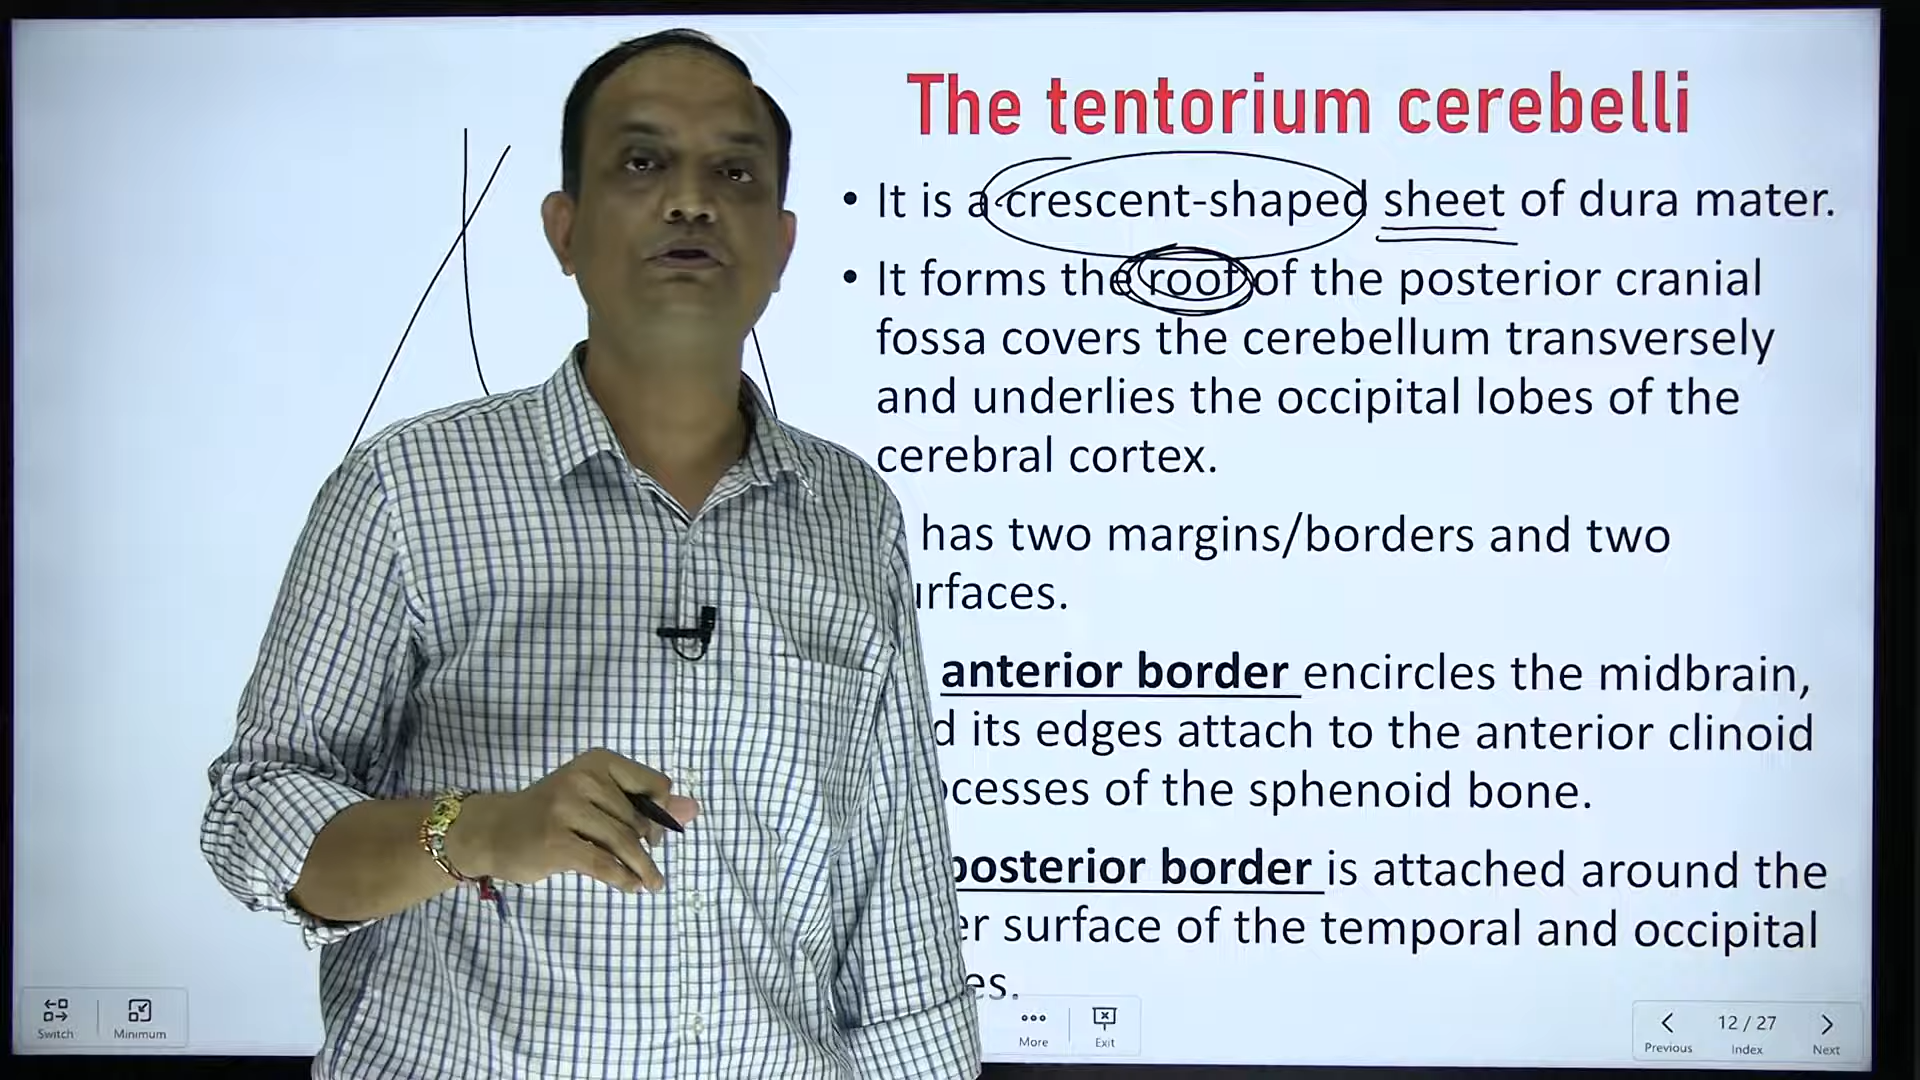 The tentorium cerebelli
• It is a crescent-shaped sheet of dura mater.
• It forms the roof of the posterior cranial
fossa covers the cerebellum transversely
and underlies the occipital lobes of the
cerebral cortex.
has two margins/borders and two
urfaces.
anterior border encircles the midbrain,
d its edges attach to the anterior clinoid
ocesses of the sphenoid bone.
posterior border is attached around the
er surface of the temporal and occipital
es.
Switch
Minimum
More
Exit
Previous
12 / 27
Index
Next